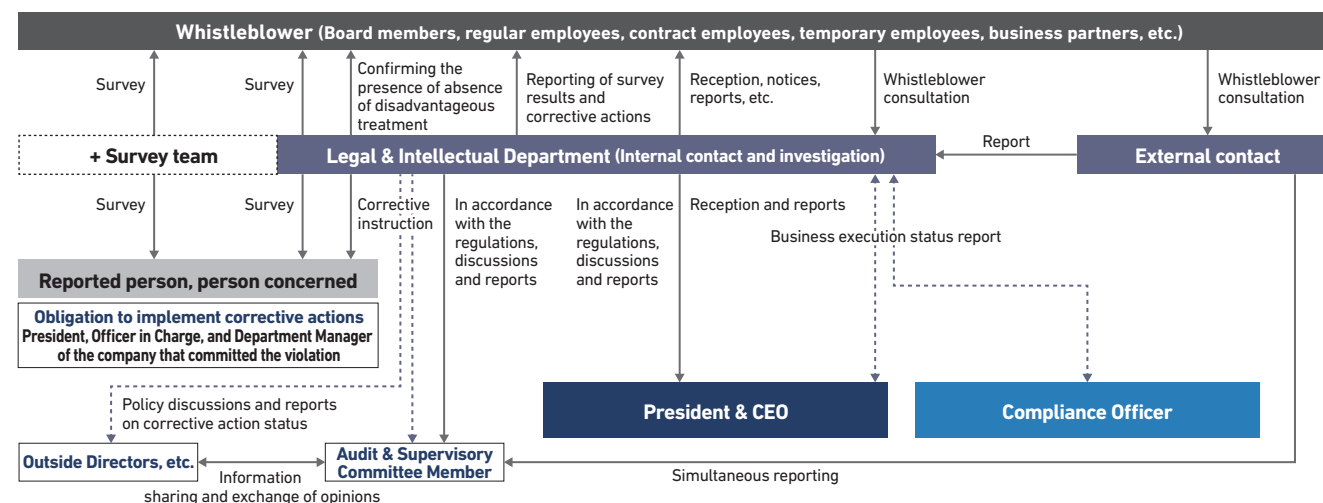 Whistleblower (Board members, regular employees, contract employees, temporary employees, business partners, etc.)
Survey
Survey
Confirming the
presence of absence
of disadvantageous
treatment
Reporting of survey
results and
corrective actions
Reception, notices,
reports, etc.
Whistleblower
consultation
Whistleblower
consultation
+ Survey team
Legal & Intellectual Department (Internal contact and investigation)
Report
External contact
Survey
Survey
Corrective
instruction
In accordance
with the
regulations,
discussions
and reports
In accordance
with the
regulations,
discussions
and reports
Reception and reports
Business execution status report
Reported person, person concerned
Obligation to implement corrective actions
President, Officer in Charge, and Department Manager
of the company that committed the violation
President & CEO
Compliance Officer
Policy discussions and reports
on corrective action status
Outside Directors, etc.
Information
sharing and exchange of opinions
Audit & Supervisory
Committee Member
Simultaneous reporting